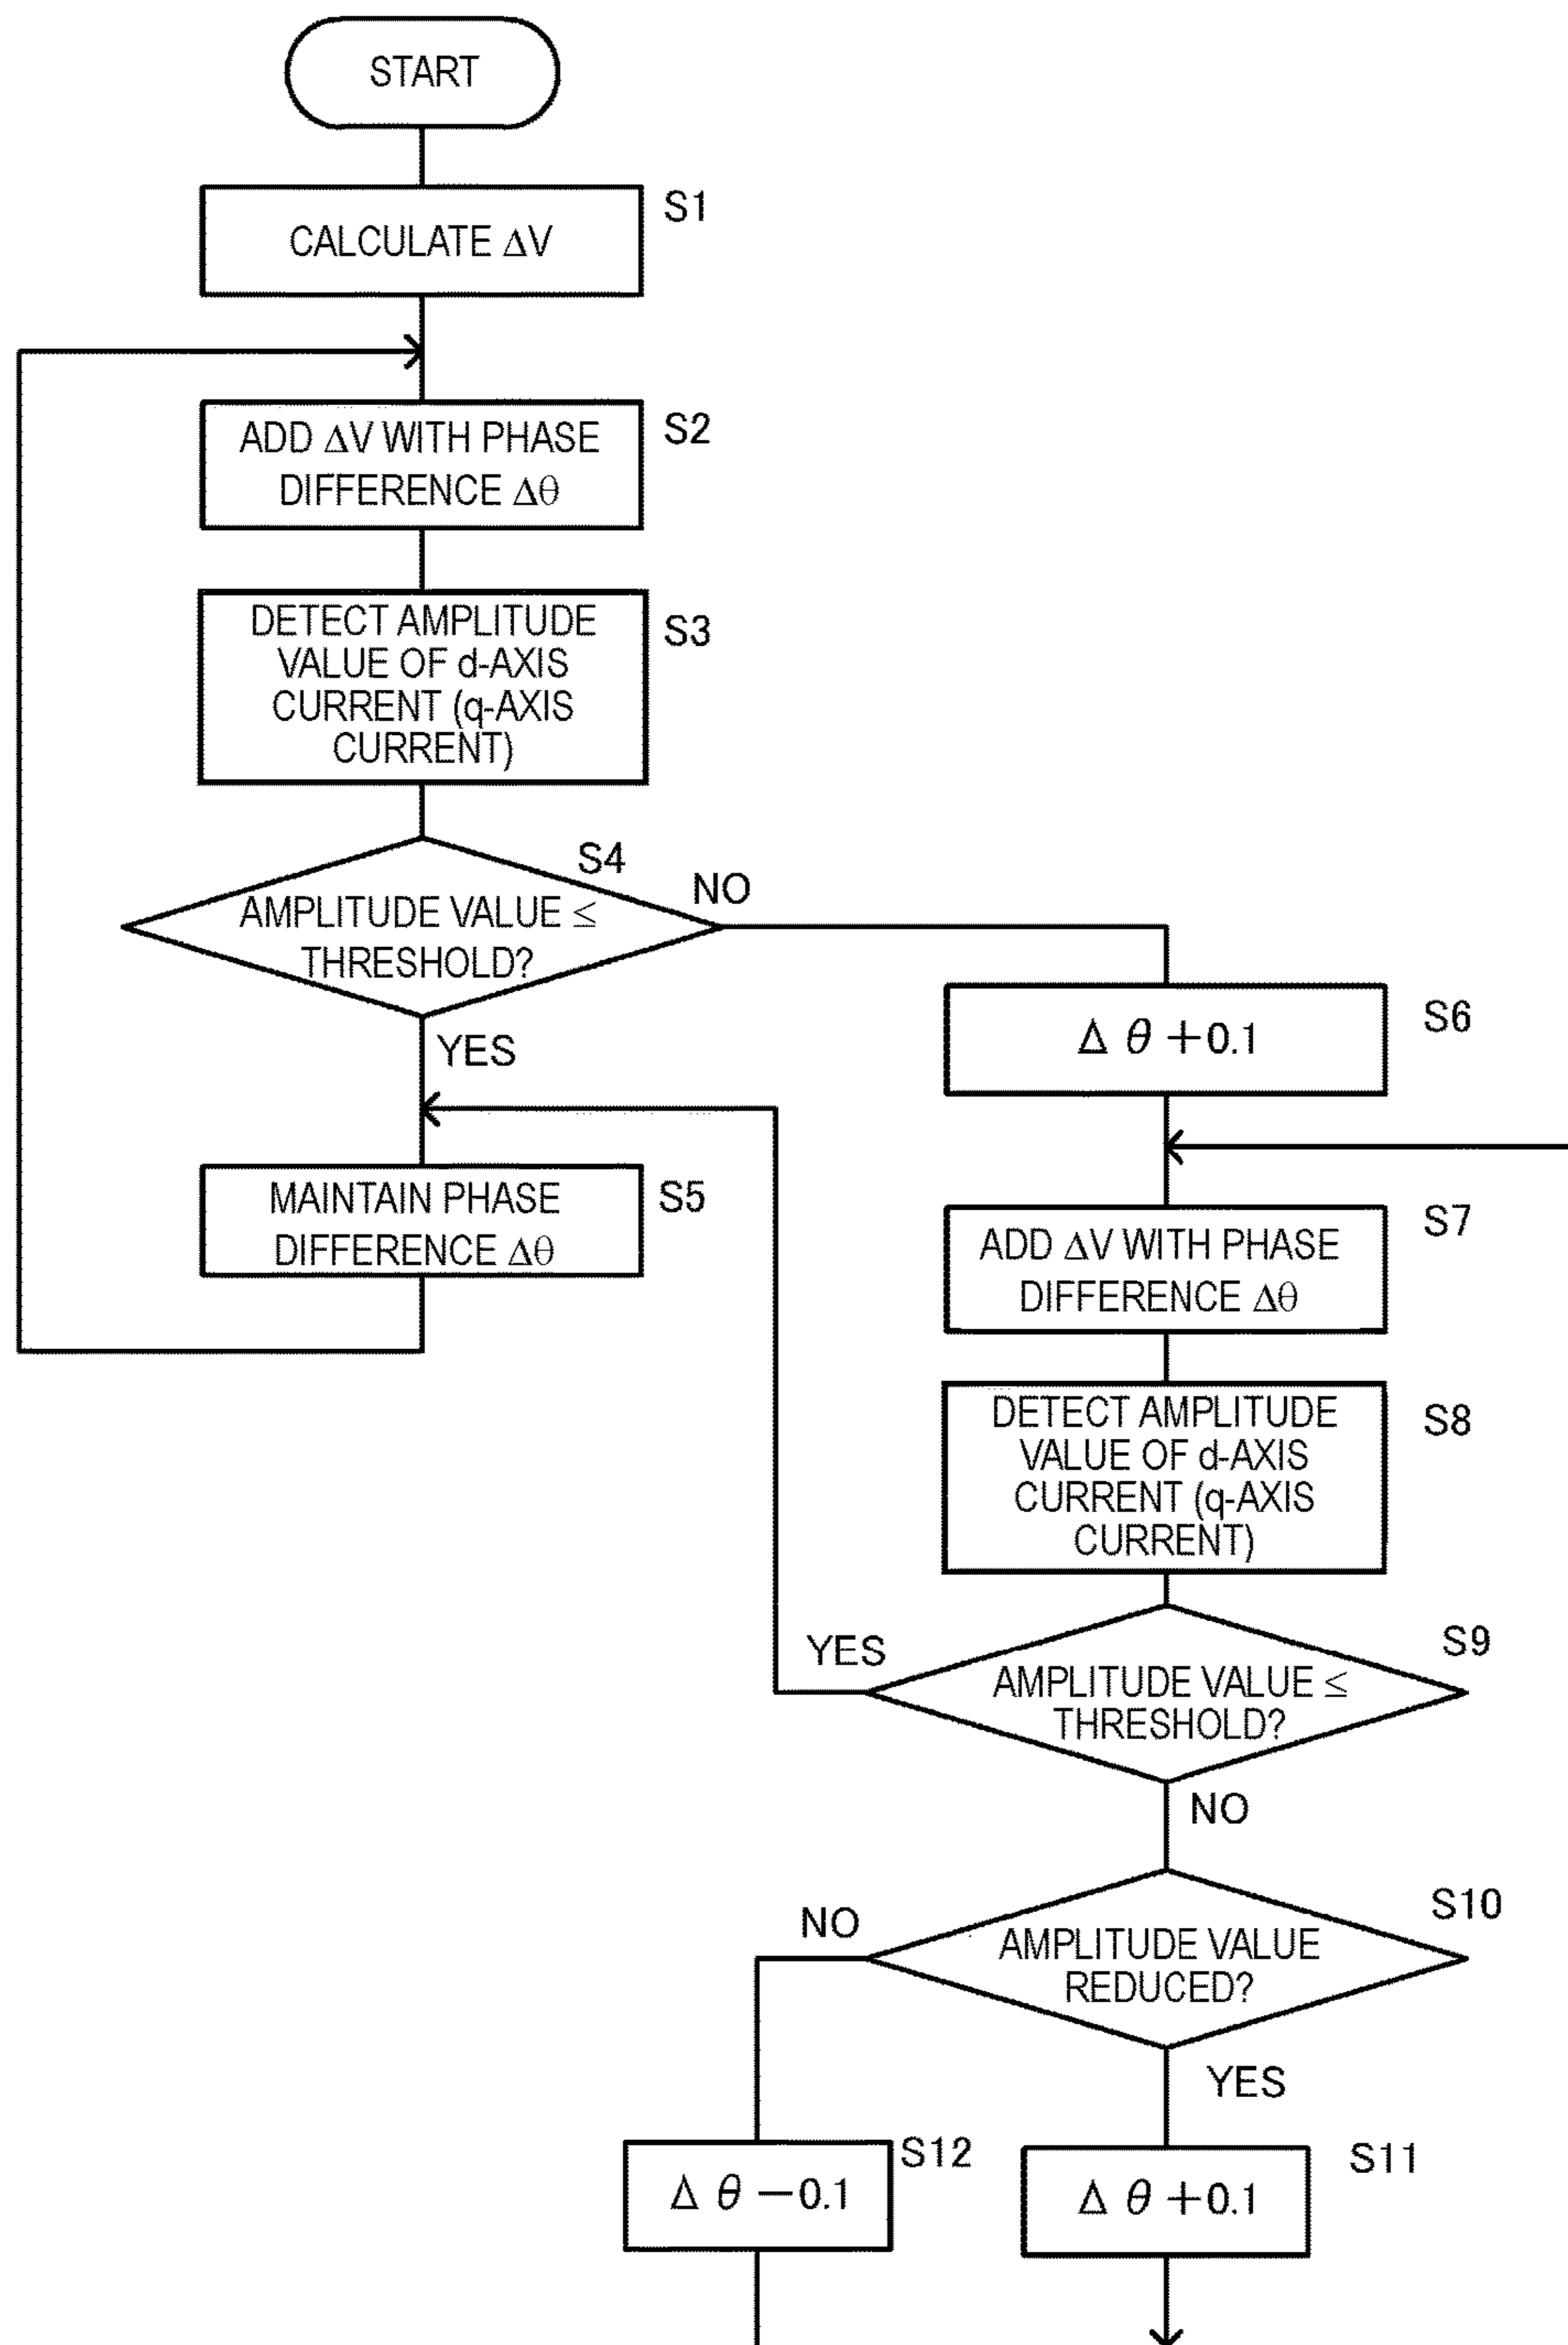 START
CALCULATE ΔV
S1
ADD ΔV WITH PHASE
DIFFERENCE Δθ
S2
DETECT AMPLITUDE
VALUE OF d-AXIS
CURRENT (q-AXIS
CURRENT)
S3
S4
AMPLITUDE VALUE ≤
THRESHOLD?
NO
YES
MAINTAIN PHASE
DIFFERENCE Δθ
S5
Δ θ +0.1
S6
ADD ΔV WITH PHASE
DIFFERENCE Δθ
S7
DETECT AMPLITUDE
VALUE OF d-AXIS
CURRENT (q-AXIS
CURRENT)
S8
YES
AMPLITUDE VALUE ≤
THRESHOLD?
S9
NO
NO
AMPLITUDE VALUE
REDUCED?
S10
YES
Δ θ −0.1
S12
Δ θ +0.1
S11